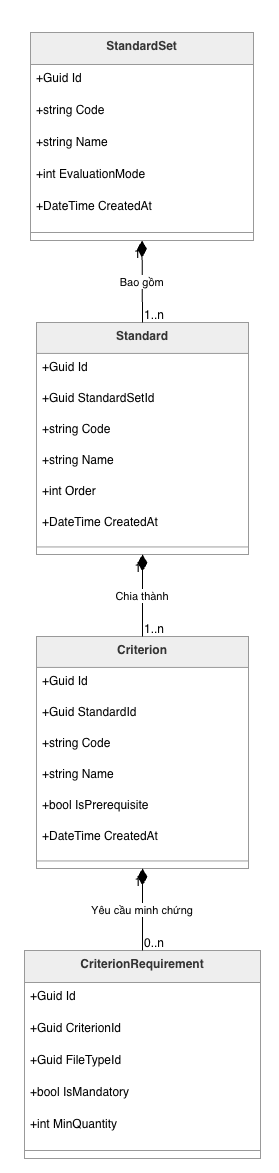 StandardSet
+Guid Id
+string Code
+string Name
+int EvaluationMode
+DateTime CreatedAt
1
Bao gồm
1..n
Standard
+Guid Id
+Guid StandardSetId
+string Code
+string Name
+int Order
+DateTime CreatedAt
1
Chia thành
1..n
Criterion
+Guid Id
+Guid StandardId
+string Code
+string Name
+bool IsPrerequisite
+DateTime CreatedAt
1
Yêu cầu minh chứng
0..n
CriterionRequirement
+Guid Id
+Guid CriterionId
+Guid FileTypeId
+bool IsMandatory
+int MinQuantity